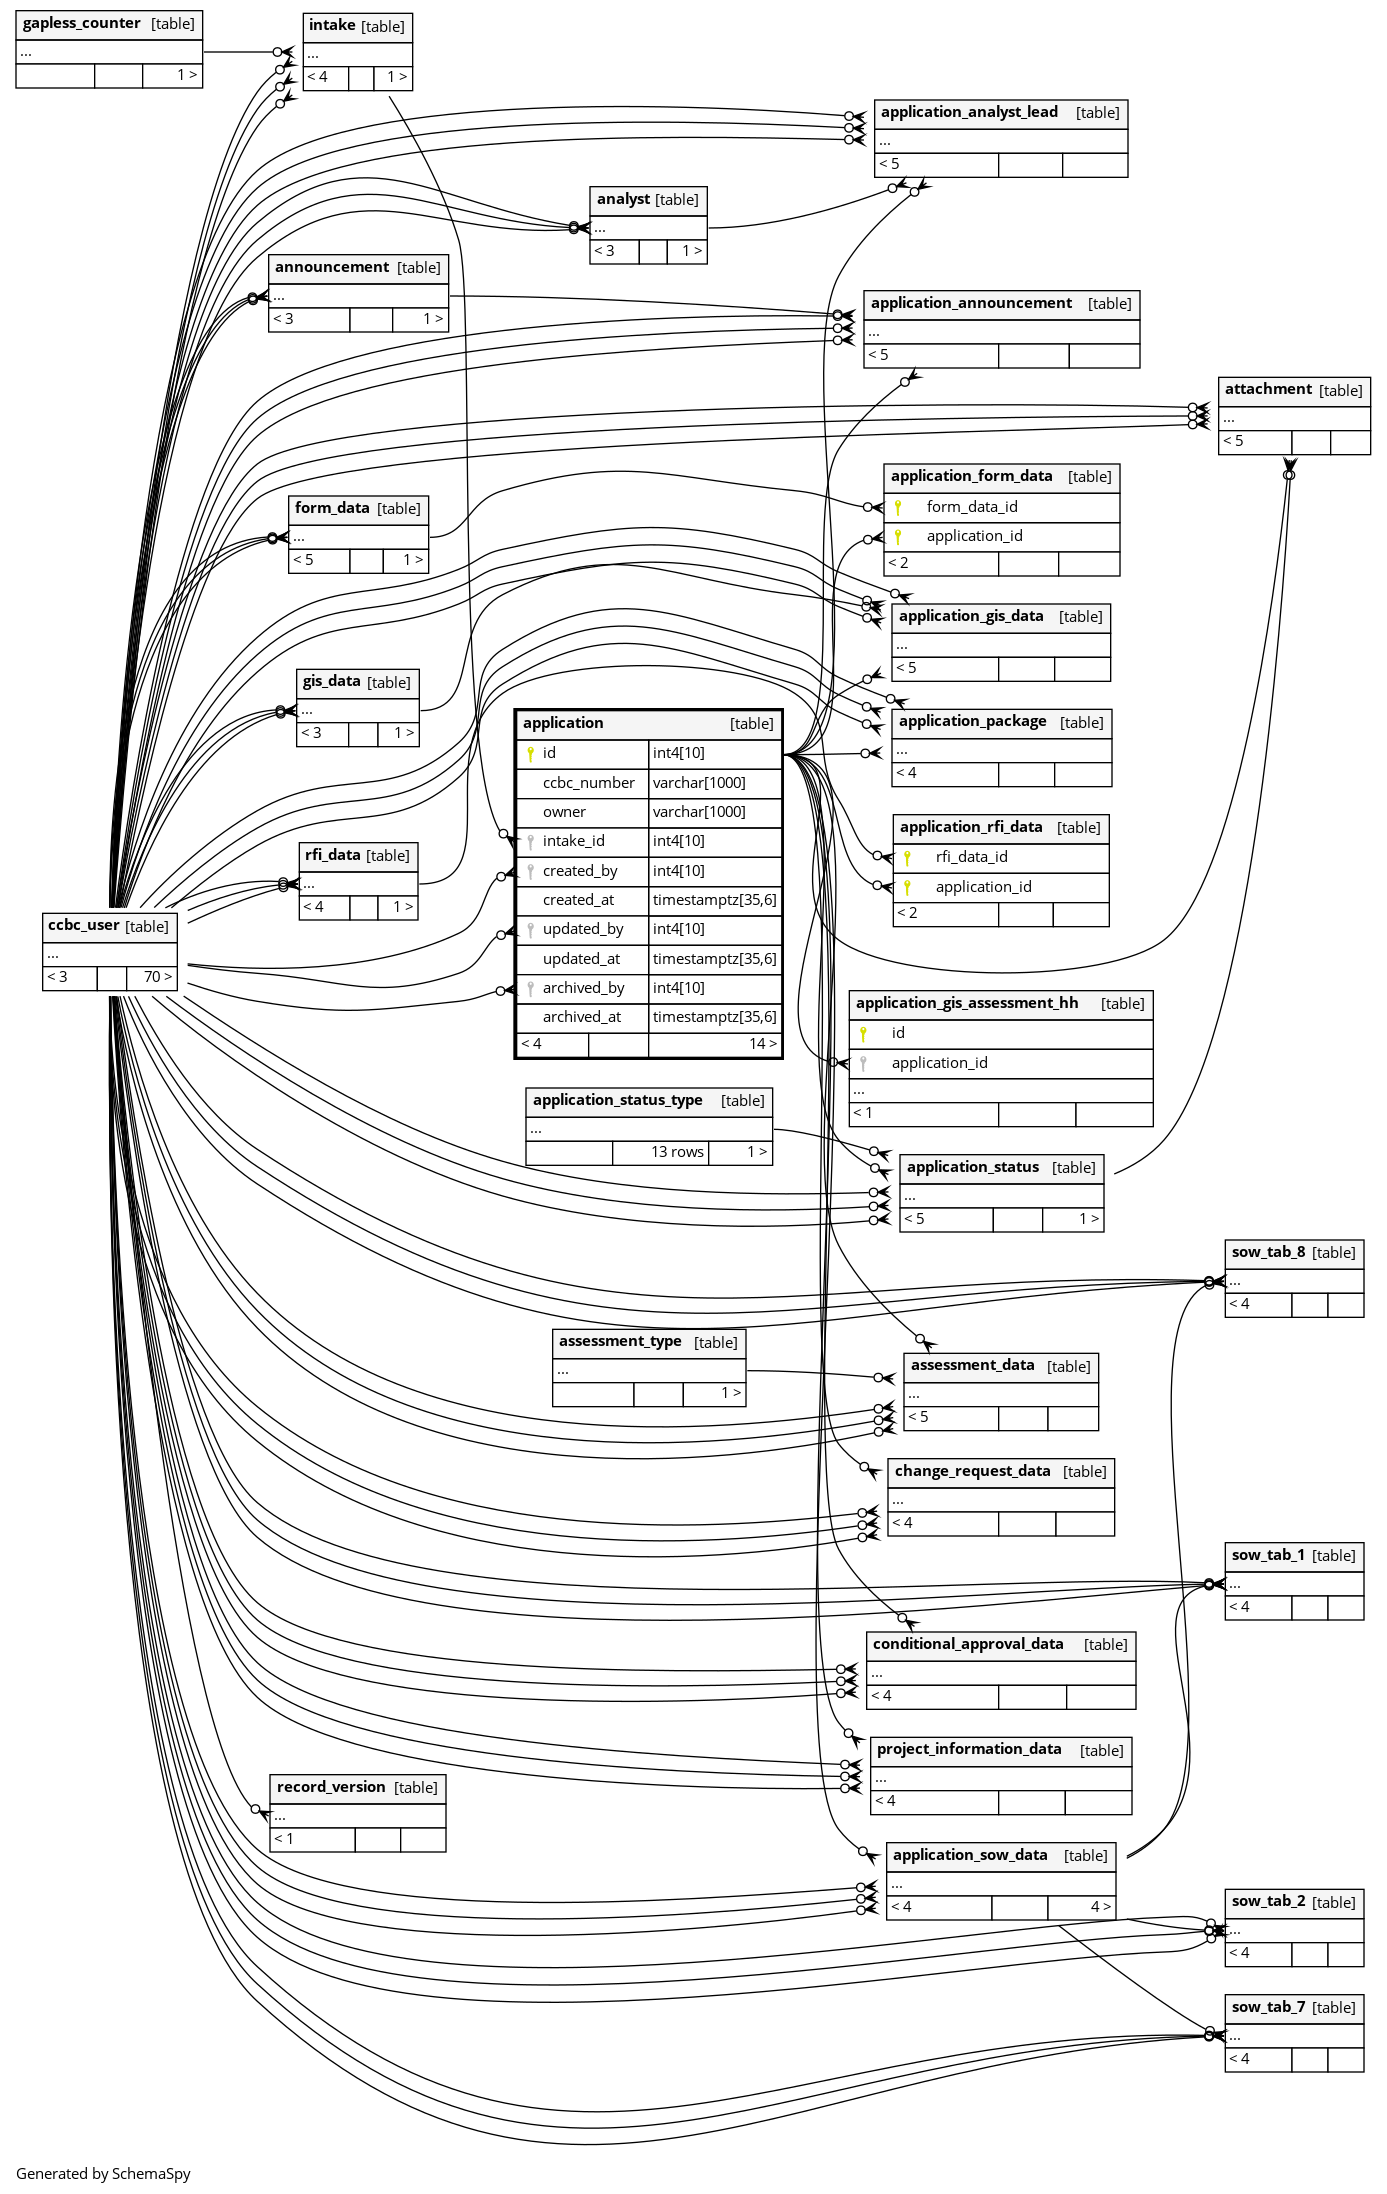 gapless_counter [table]
...
1 >
intake [table]
...
< 4 1 >
application_analyst_lead [table]
...
< 5
analyst [table]
...
< 3 1 >
announcement [table]
...
< 3 1 >
application_announcement [table]
...
< 5
attachment [table]
...
< 5
application_form_data [table]
form_data_id
application_id
< 2
form_data [table]
...
< 5 1 >
application_gis_data [table]
...
< 5
gis_data [table]
...
< 3 1 >
application [table]
id int4[10]
ccbc_number varchar[1000]
owner varchar[1000]
intake_id int4[10]
created_by int4[10]
created_at timestamptz[35,6]
updated_by int4[10]
updated_at timestamptz[35,6]
archived_by int4[10]
archived_at timestamptz[35,6]
< 4 14 >
application_package [table]
...
< 4
application_rfi_data [table]
rfi_data_id
application_id
< 2
rfi_data [table]
...
< 4 1 >
ccbc_user [table]
...
< 3 70 >
application_gis_assessment_hh [table]
id
application_id
...
< 1
application_status_type [table]
...
13 rows 1 >
application_status [table]
...
< 5 1 >
sow_tab_8 [table]
...
< 4
assessment_type [table]
...
1 >
assessment_data [table]
...
< 5
change_request_data [table]
...
< 4
sow_tab_1 [table]
...
< 4
conditional_approval_data [table]
...
< 4
project_information_data [table]
...
< 4
record_version [table]
...
< 1
application_sow_data [table]
...
< 4 4 >
sow_tab_2 [table]
...
< 4
sow_tab_7 [table]
...
< 4
Generated by SchemaSpy